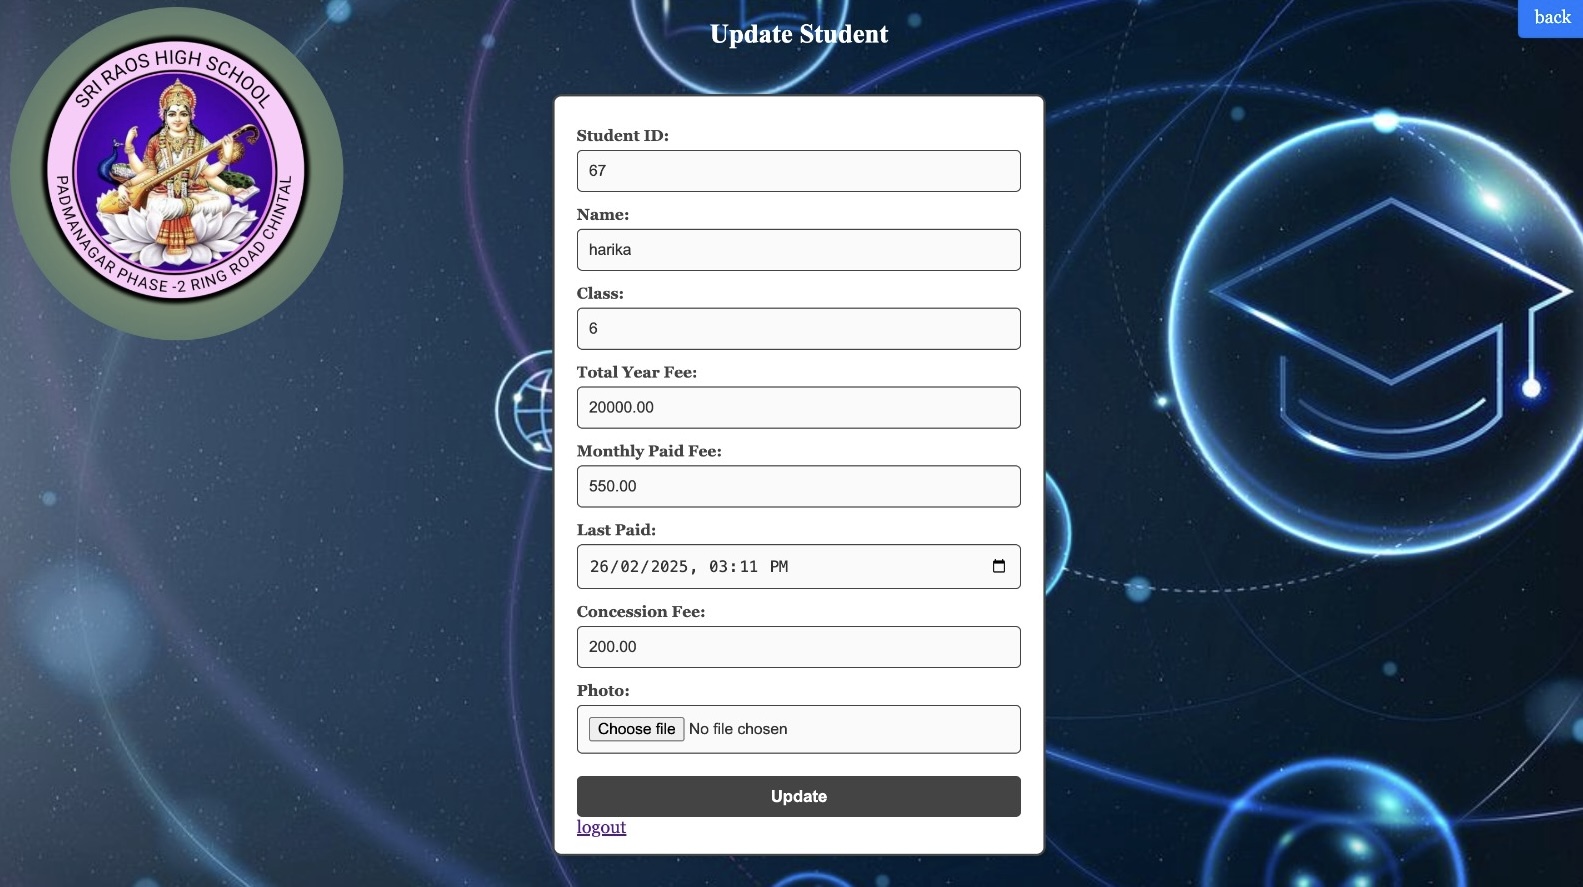 SRI RAOS HIGH SCHOOL
PADMANAGAR PHASE -2 RING ROAD CHINTAL
Update Student
back
Student ID:
67
Name:
harika
Class:
6
Total Year Fee:
20000.00
Monthly Paid Fee:
550.00
Last Paid:
26/02/2025, 03:11 PM
Concession Fee:
200.00
Photo:
Choose file No file chosen
Update
logout